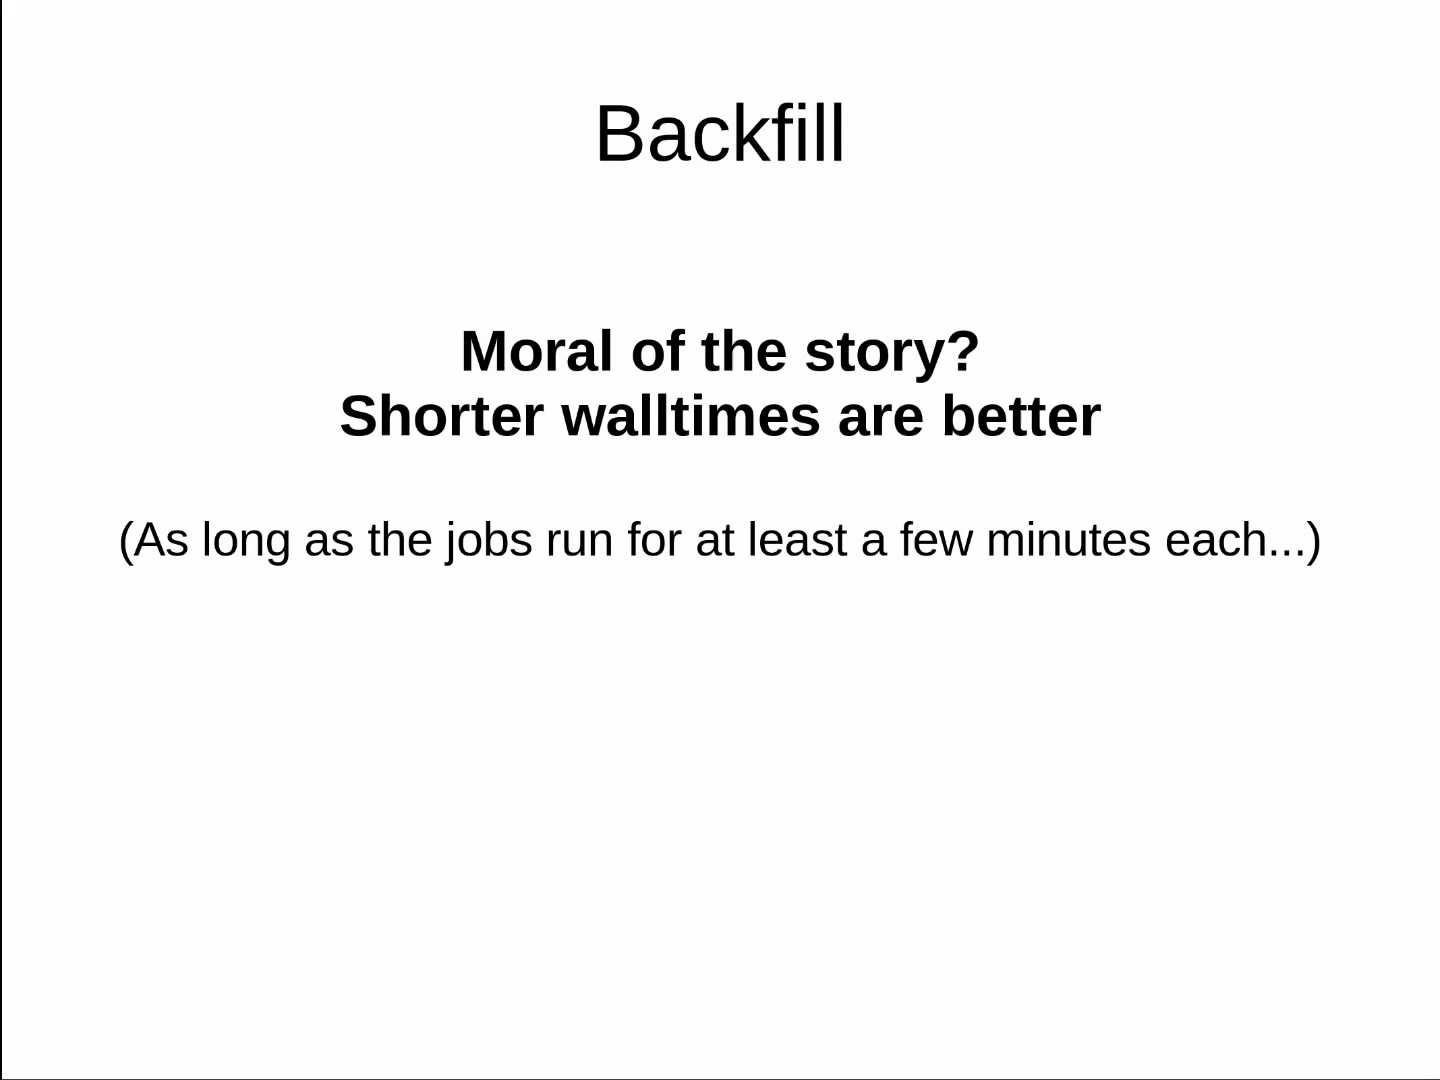 Backfill
Moral of the story?
Shorter walltimes are better
(As long as the jobs run for at least a few minutes each...)